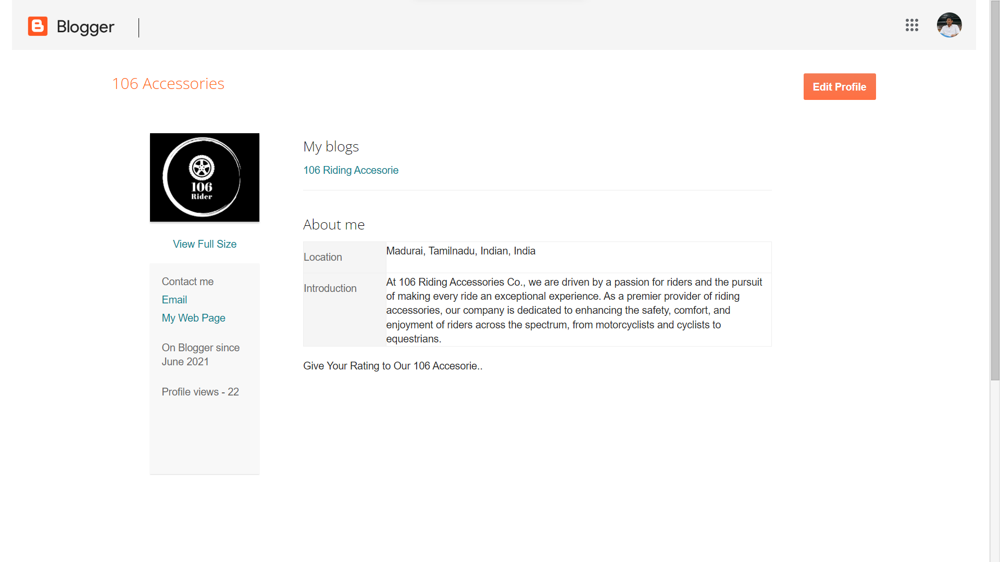 Blogger
106 Accessories
Edit Profile
106
Rider
View Full Size
Contact me
Email
My Web Page
On Blogger since
June 2021
Profile views - 22
My blogs
106 Riding Accesorie
About me
Location
Madurai, Tamilnadu, Indian, India
Introduction
At 106 Riding Accessories Co., we are driven by a passion for riders and the pursuit
of making every ride an exceptional experience. As a premier provider of riding
accessories, our company is dedicated to enhancing the safety, comfort, and
enjoyment of riders across the spectrum, from motorcyclists and cyclists to
equestrians.
Give Your Rating to Our 106 Accesorie..